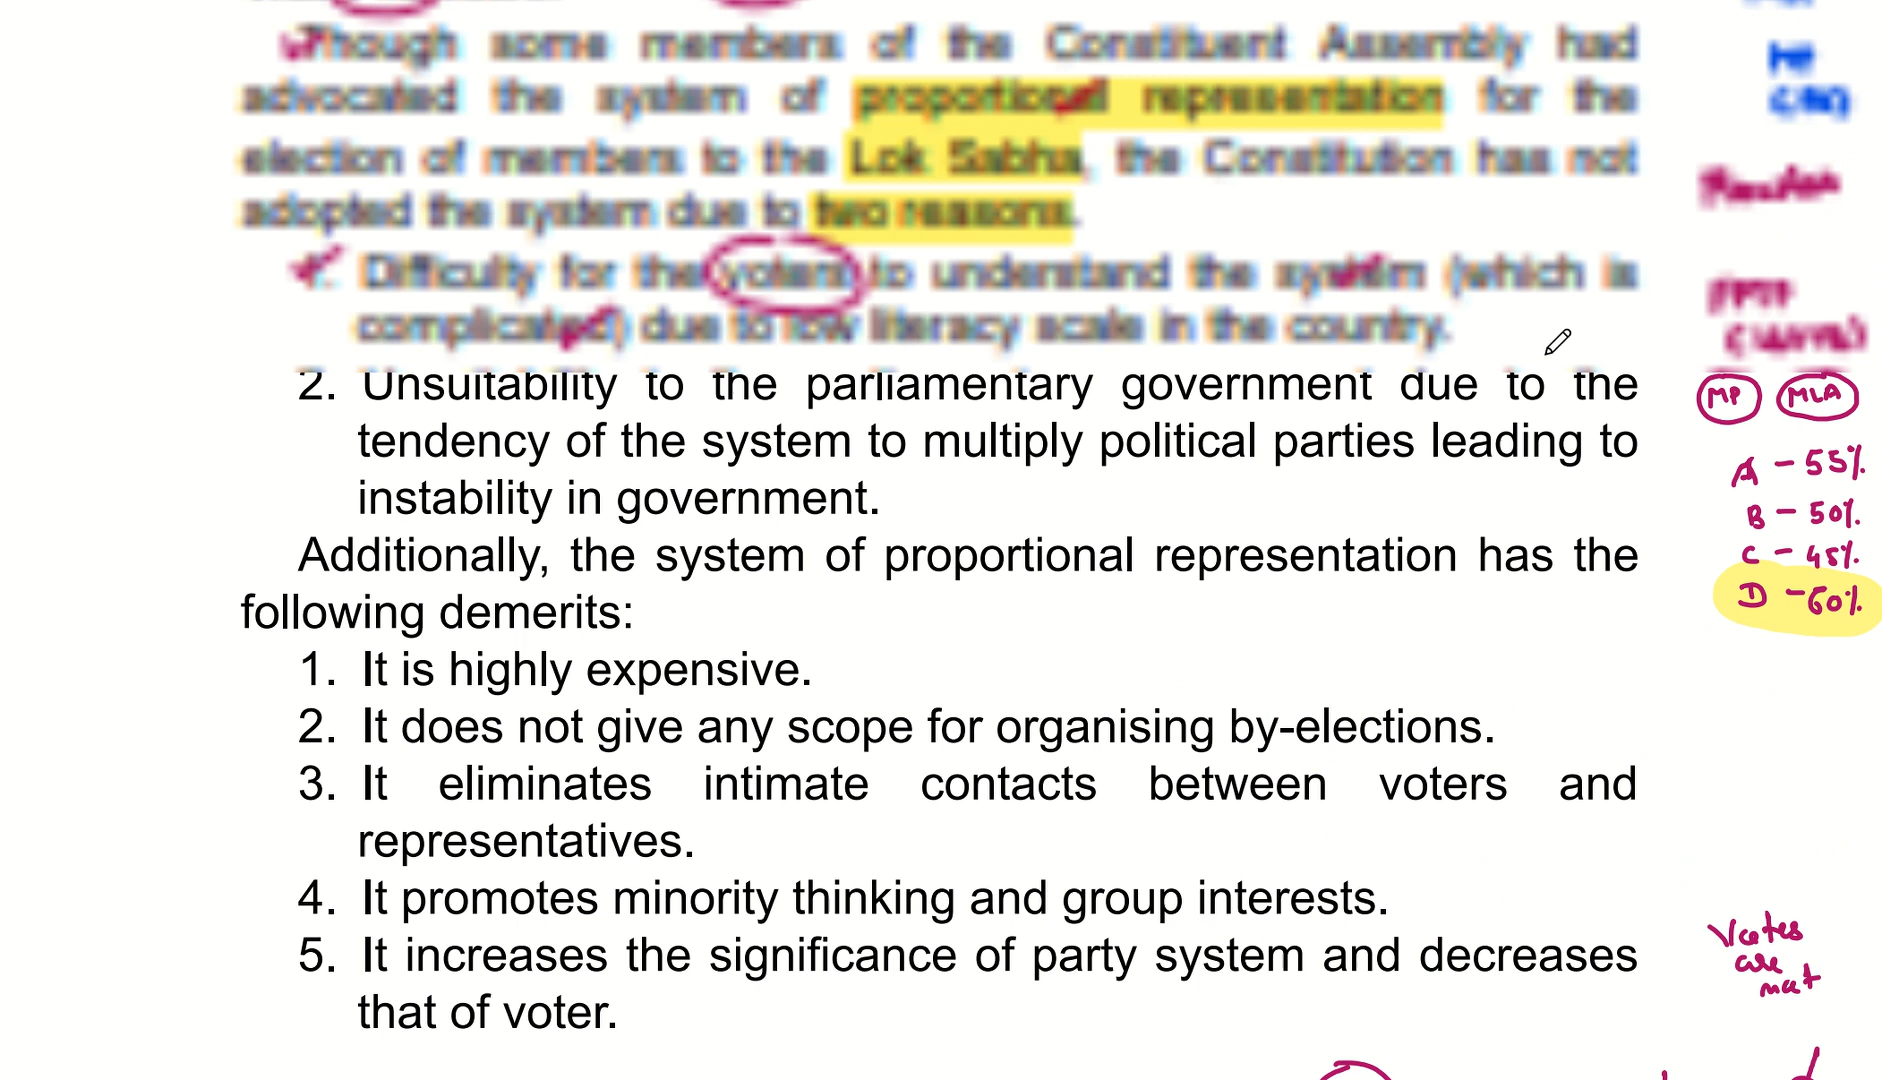 Though some members of the Constituent Assembly had
advocated the system of proportional representation for the
election of members to the Lok Sabha, the Constitution has not
adopted the system due to two reasons.
1. Difficulty for the voters to understand the system (which is
complicated) due to low literacy scale in the country.
2. Unsuitability to the parliamentary government due to the
tendency of the system to multiply political parties leading to
instability in government.
Additionally, the system of proportional representation has the
following demerits:
1. It is highly expensive.
2. It does not give any scope for organising by-elections.
3. It eliminates intimate contacts between voters and
representatives.
4. It promotes minority thinking and group interests.
5. It increases the significance of party system and decreases
that of voter.
PR
FPTP
MP MLA
A - 55%
B - 50%
C - 45%
D - 60%
are